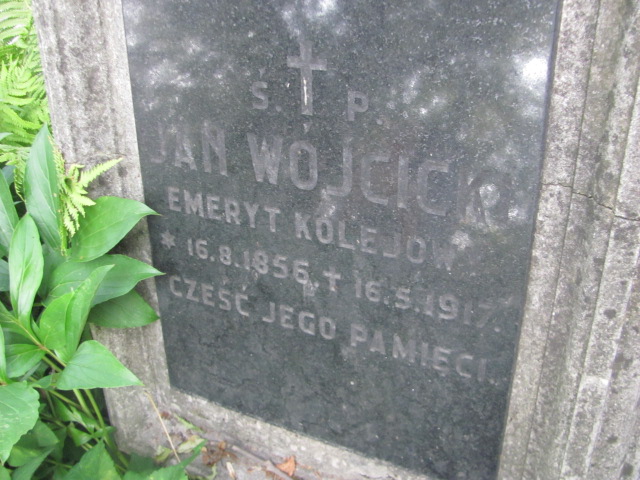 Ś. P.
JAN WÓJCICKI
EMERYT KOLEJOWY
* 16.8.1856. + 16.5.1917.
CZEŚĆ JEGO PAMIĘCI.